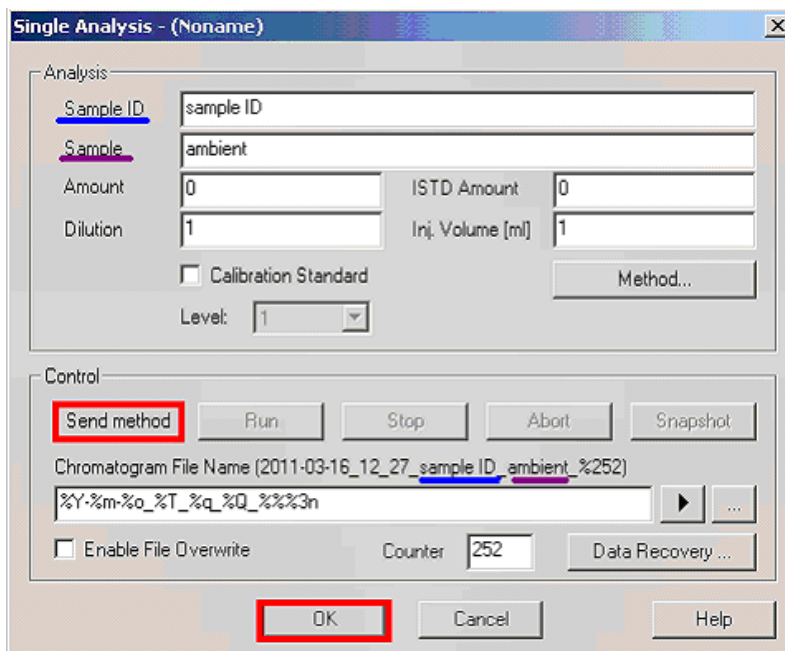 Single Analysis - (Noname)
Analysis
Sample ID sample ID
Sample ambient
Amount 0 ISTD Amount 0
Dilution 1 Inj. Volume [ml] 1
Calibration Standard Method...
Level: 1
Control
Send method Run Stop Abort Snapshot
Chromatogram File Name (2011-03-16_12_27_sample ID_ambient_%252)
%Y-%m-%o_%T_%q_%Q_%%%3n ...
Enable File Overwrite Counter 252 Data Recovery ...
OK Cancel Help